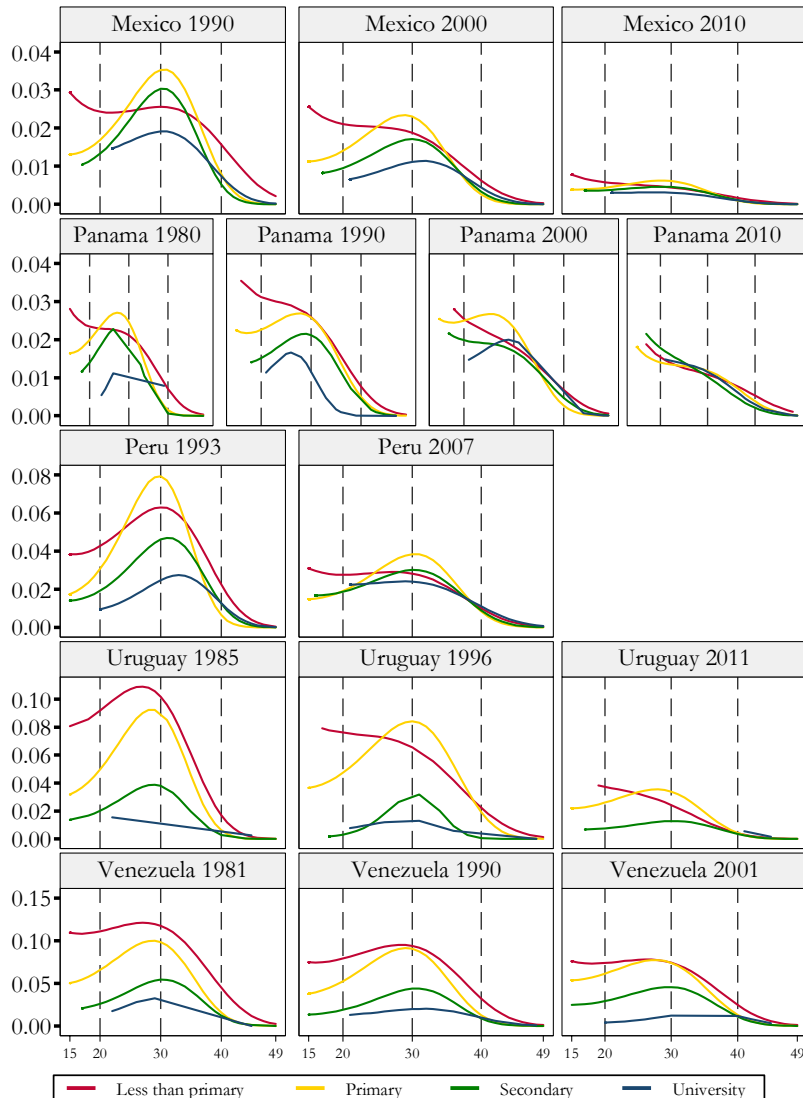 Mexico 1990
Mexico 2000
Mexico 2010
0.04
0.03
0.02
0.01
0.00
Panama 1980
Panama 1990
Panama 2000
Panama 2010
0.04
0.03
0.02
0.01
0.00
Peru 1993
Peru 2007
0.08
0.06
0.04
0.02
0.00
Uruguay 1985
Uruguay 1996
Uruguay 2011
0.10
0.08
0.06
0.04
0.02
0.00
Venezuela 1981
Venezuela 1990
Venezuela 2001
0.15
0.10
0.05
0.00
15 20 30 40 49 15 20 30 40 49 15 20 30 40 49
Less than primary Primary Secondary University